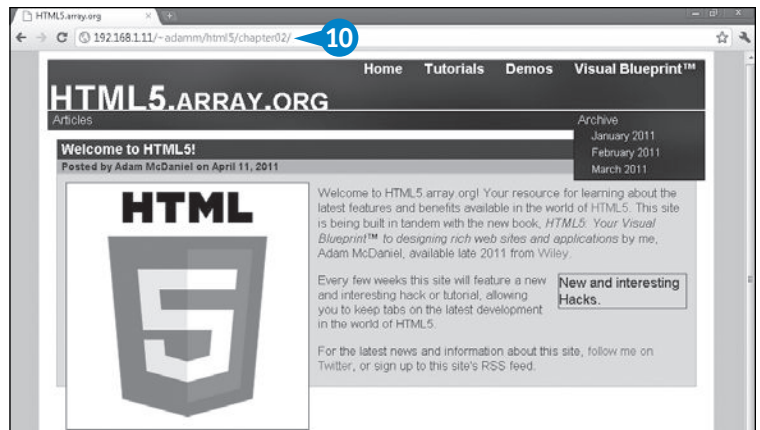 HTML5.array.org
192.168.1.11/~adamm/html5/chapter02/
10
Home Tutorials Demos Visual Blueprint™
HTML5.ARRAY.ORG
Articles
Archive
January 2011
February 2011
March 2011
Welcome to HTML5!
Posted by Adam McDaniel on April 11, 2011
HTML
5
Welcome to HTML5.array.org! Your resource for learning about the
latest features and benefits available in the world of HTML5. This site
is being built in tandem with the new book, HTML5: Your Visual
Blueprint™ to designing rich web sites and applications by me,
Adam McDaniel, available late 2011 from Wiley.
Every few weeks this site will feature a new
and interesting hack or tutorial, allowing
you to keep tabs on the latest development
in the world of HTML5.
New and interesting
Hacks.
For the latest news and information about this site, follow me on
Twitter, or sign up to this site's RSS feed.